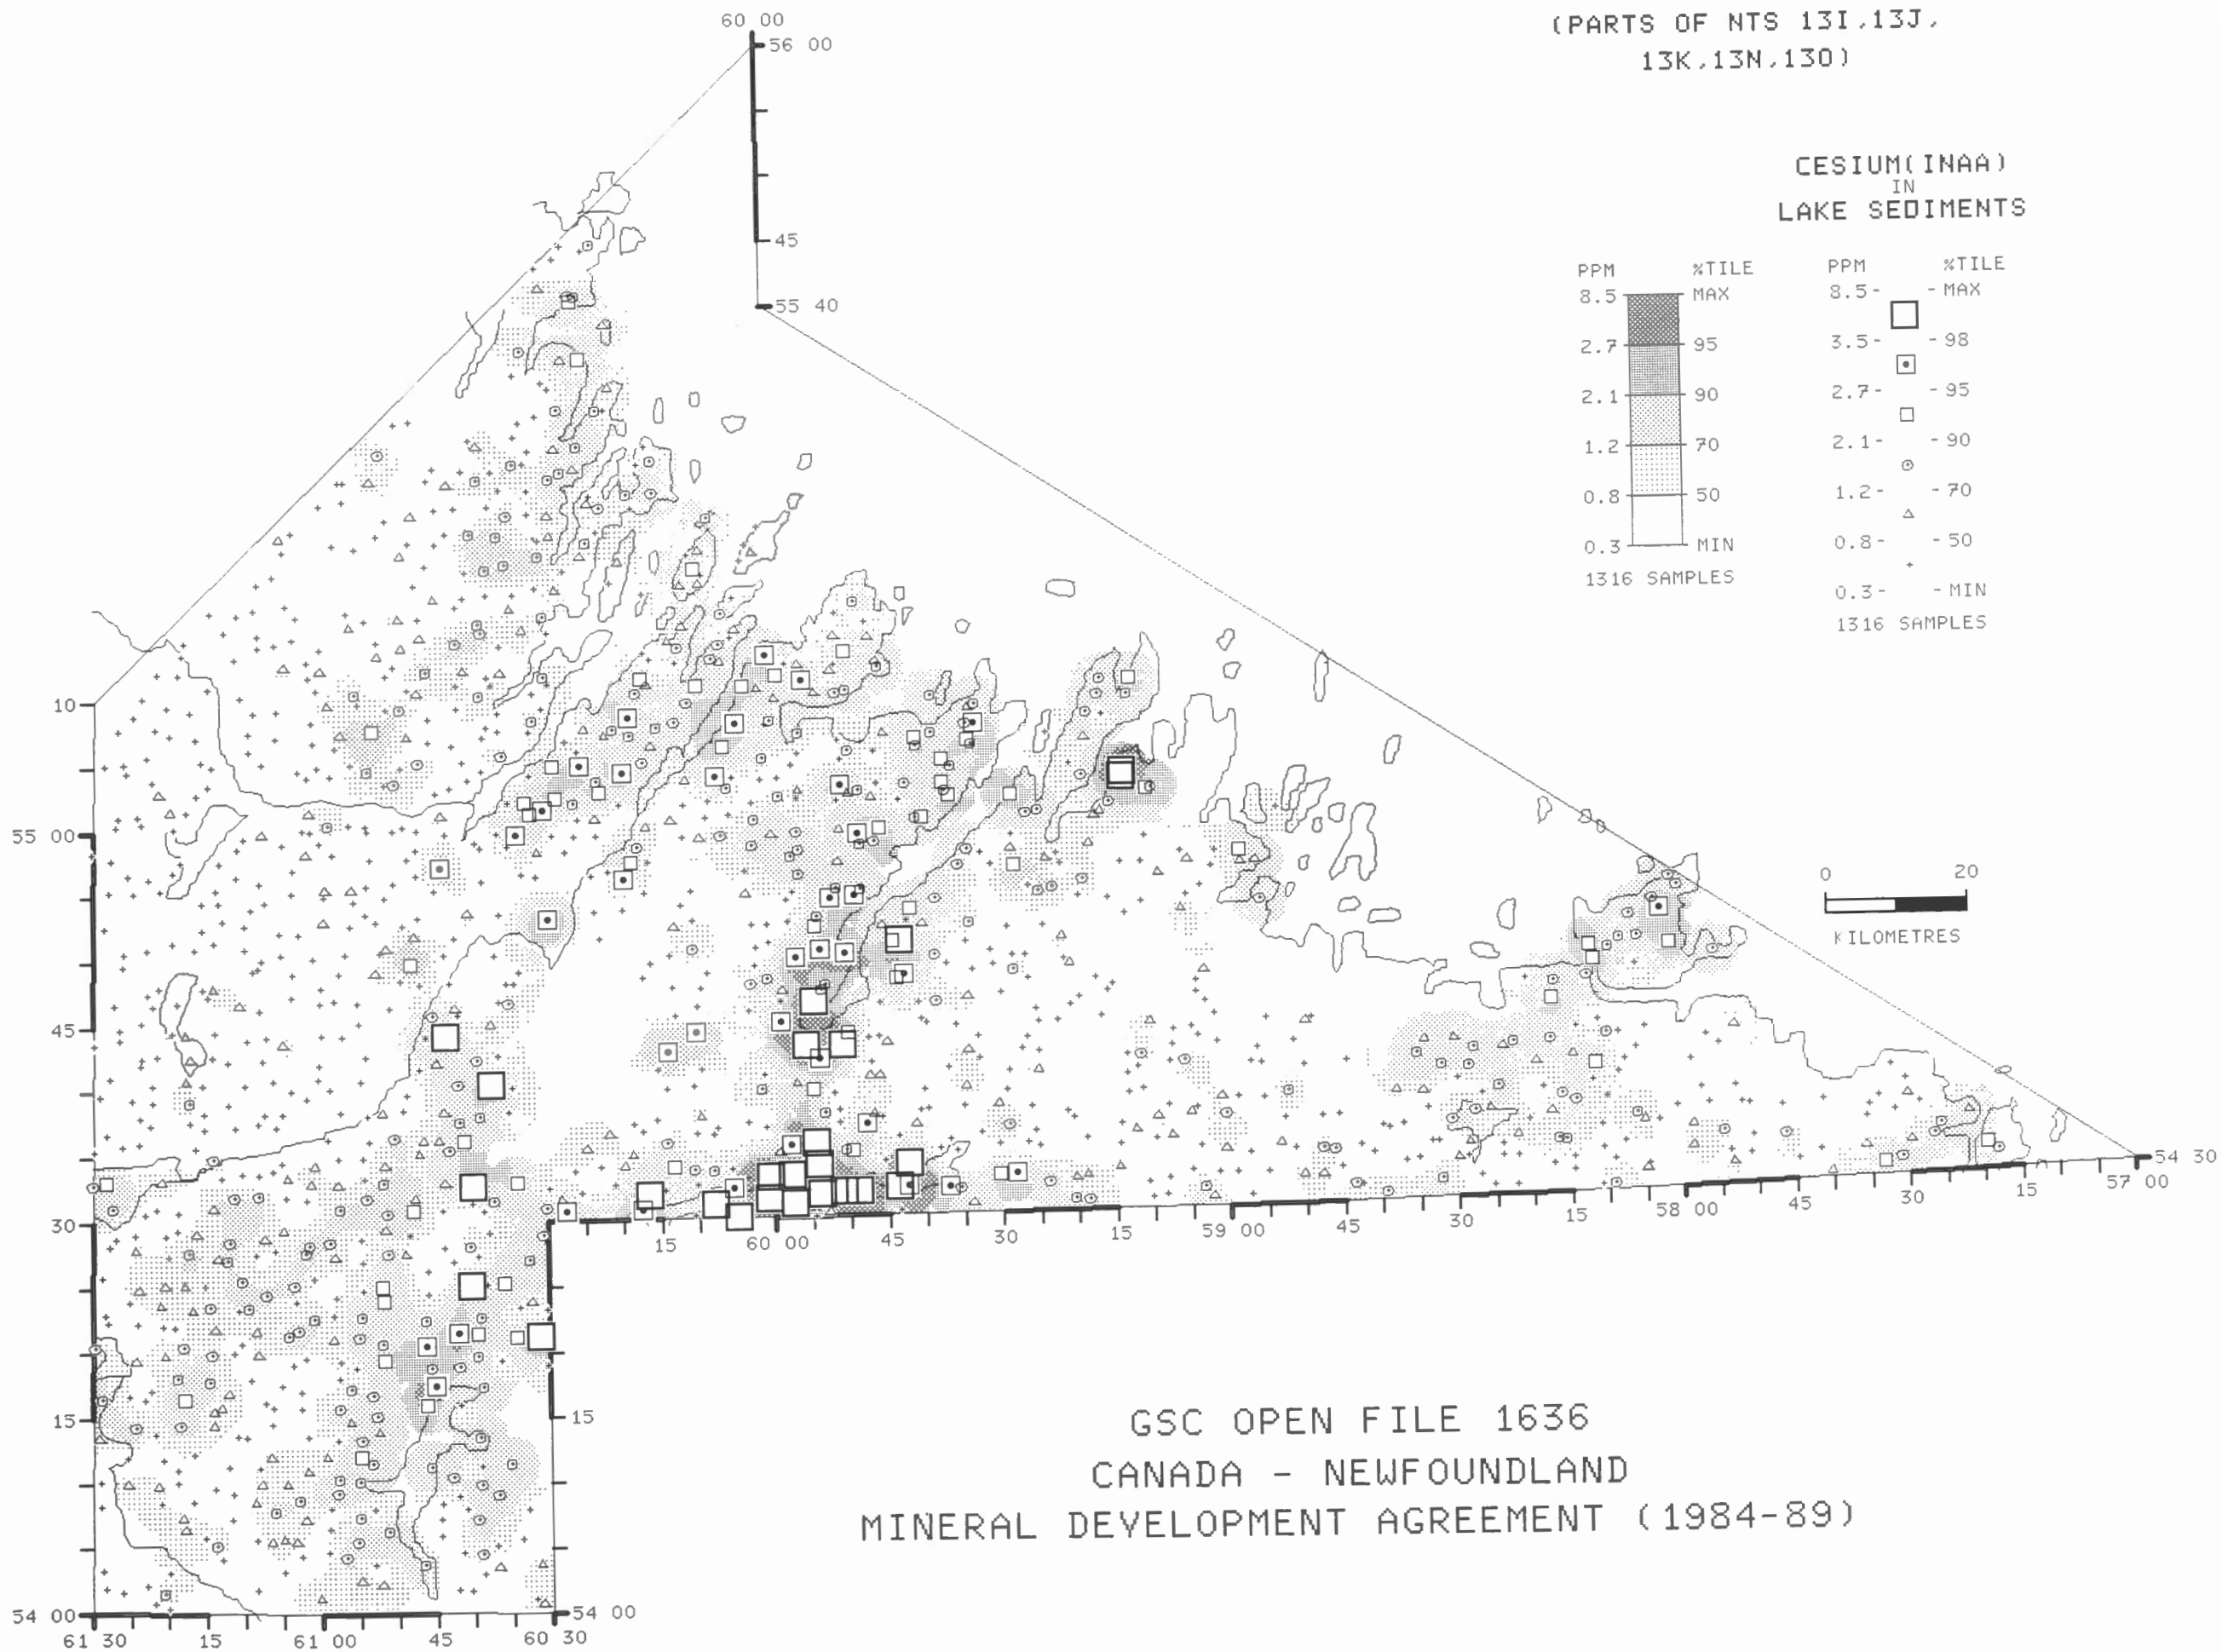 60 00
56 00
45
55 40
(PARTS OF NTS 13I,13J,
13K,13N,13O)
CESIUM(INAA)
IN
LAKE SEDIMENTS
PPM %TILE
8.5 MAX
2.7 95
2.1 90
1.2 70
0.8 50
0.3 MIN
1316 SAMPLES
PPM %TILE
8.5- -MAX
3.5- -98
2.7- -95
2.1- -90
1.2- -70
0.8- -50
0.3- -MIN
1316 SAMPLES
10
55 00
45
30
15
54 00
0 20
KILOMETRES
54 30
15 60 00 45 30 15 59 00 45 30 15 58 00 45 30 15 57 00
15
54 00
61 30 15 61 00 45 60 30
GSC OPEN FILE 1636
CANADA - NEWFOUNDLAND
MINERAL DEVELOPMENT AGREEMENT (1984-89)